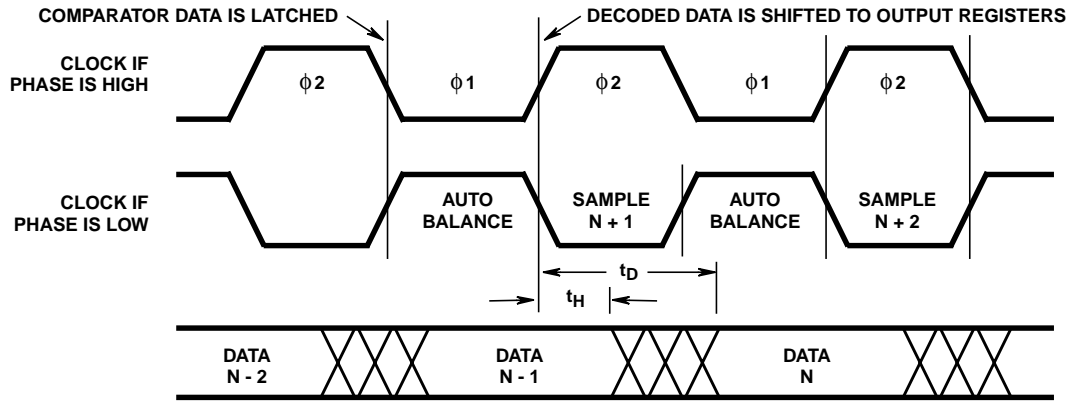 COMPARATOR DATA IS LATCHED
DECODED DATA IS SHIFTED TO OUTPUT REGISTERS
CLOCK IF
PHASE IS HIGH
ϕ2
ϕ1
ϕ2
ϕ1
ϕ2
CLOCK IF
PHASE IS LOW
AUTO
BALANCE
SAMPLE
N + 1
AUTO
BALANCE
SAMPLE
N + 2
tD
tH
DATA
N - 2
DATA
N - 1
DATA
N